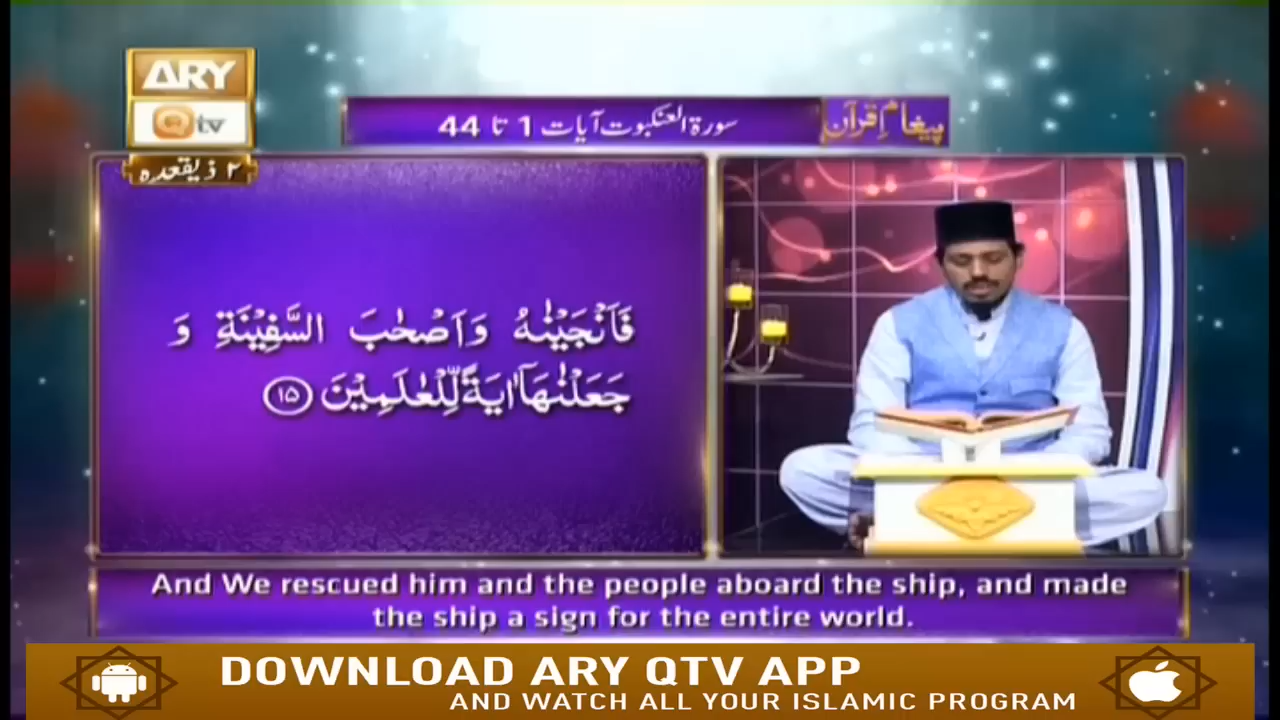 ARY
Qtv
۲ ذیقعدہ
پیغام قرآن
سورۃ العنکبوت آیات 1 تا 44
فَاَنْجَیْنٰهُ وَاَصْحٰبَ السَّفِیْنَةِ وَ
جَعَلْنٰهَاۤ اٰیَةً لِّلْعٰلَمِیْنَ ۱۵
And We rescued him and the people aboard the ship, and made
the ship a sign for the entire world.
DOWNLOAD ARY QTV APP
AND WATCH ALL YOUR ISLAMIC PROGRAM